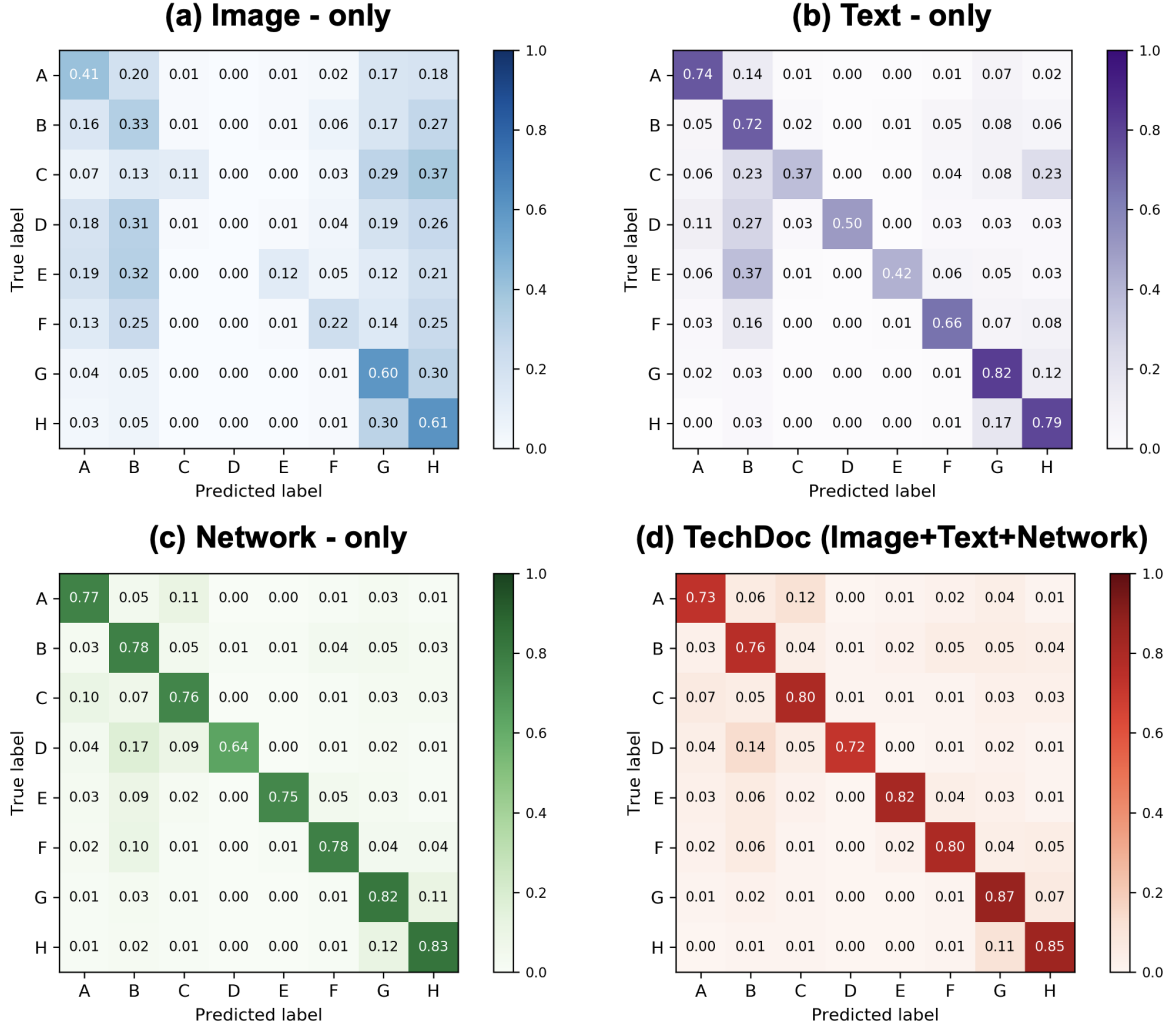 (a) Image - only
A 0.41 0.20 0.01 0.00 0.01 0.02 0.17 0.18 1.0
B 0.16 0.33 0.01 0.00 0.01 0.06 0.17 0.27 0.8
C 0.07 0.13 0.11 0.00 0.00 0.03 0.29 0.37
D 0.18 0.31 0.01 0.00 0.01 0.04 0.19 0.26 0.6
E 0.19 0.32 0.00 0.00 0.12 0.05 0.12 0.21 0.4
F 0.13 0.25 0.00 0.00 0.01 0.22 0.14 0.25
G 0.04 0.05 0.00 0.00 0.00 0.01 0.60 0.30 0.2
H 0.03 0.05 0.00 0.00 0.00 0.01 0.30 0.61 0.0
True label
A B C D E F G H
Predicted label
(b) Text - only
A 0.74 0.14 0.01 0.00 0.00 0.01 0.07 0.02 1.0
B 0.05 0.72 0.02 0.00 0.01 0.05 0.08 0.06 0.8
C 0.06 0.23 0.37 0.00 0.00 0.04 0.08 0.23
D 0.11 0.27 0.03 0.50 0.00 0.03 0.03 0.03 0.6
E 0.06 0.37 0.01 0.00 0.42 0.06 0.05 0.03 0.4
F 0.03 0.16 0.00 0.00 0.01 0.66 0.07 0.08
G 0.02 0.03 0.00 0.00 0.00 0.01 0.82 0.12 0.2
H 0.00 0.03 0.00 0.00 0.00 0.01 0.17 0.79 0.0
True label
A B C D E F G H
Predicted label
(c) Network - only
A 0.77 0.05 0.11 0.00 0.00 0.01 0.03 0.01 1.0
B 0.03 0.78 0.05 0.01 0.01 0.04 0.05 0.03 0.8
C 0.10 0.07 0.76 0.00 0.00 0.01 0.03 0.03
D 0.04 0.17 0.09 0.64 0.00 0.01 0.02 0.01 0.6
E 0.03 0.09 0.02 0.00 0.75 0.05 0.03 0.01 0.4
F 0.02 0.10 0.01 0.00 0.01 0.78 0.04 0.04
G 0.01 0.03 0.01 0.00 0.00 0.01 0.82 0.11 0.2
H 0.01 0.02 0.01 0.00 0.00 0.01 0.12 0.83 0.0
True label
A B C D E F G H
Predicted label
(d) TechDoc (Image+Text+Network)
A 0.73 0.06 0.12 0.00 0.01 0.02 0.04 0.01 1.0
B 0.03 0.76 0.04 0.01 0.02 0.05 0.05 0.04 0.8
C 0.07 0.05 0.80 0.01 0.01 0.01 0.03 0.03
D 0.04 0.14 0.05 0.72 0.00 0.01 0.02 0.01 0.6
E 0.03 0.06 0.02 0.00 0.82 0.04 0.03 0.01 0.4
F 0.02 0.06 0.01 0.00 0.02 0.80 0.04 0.05
G 0.01 0.02 0.01 0.00 0.00 0.01 0.87 0.07 0.2
H 0.00 0.01 0.01 0.00 0.00 0.01 0.11 0.85 0.0
True label
A B C D E F G H
Predicted label